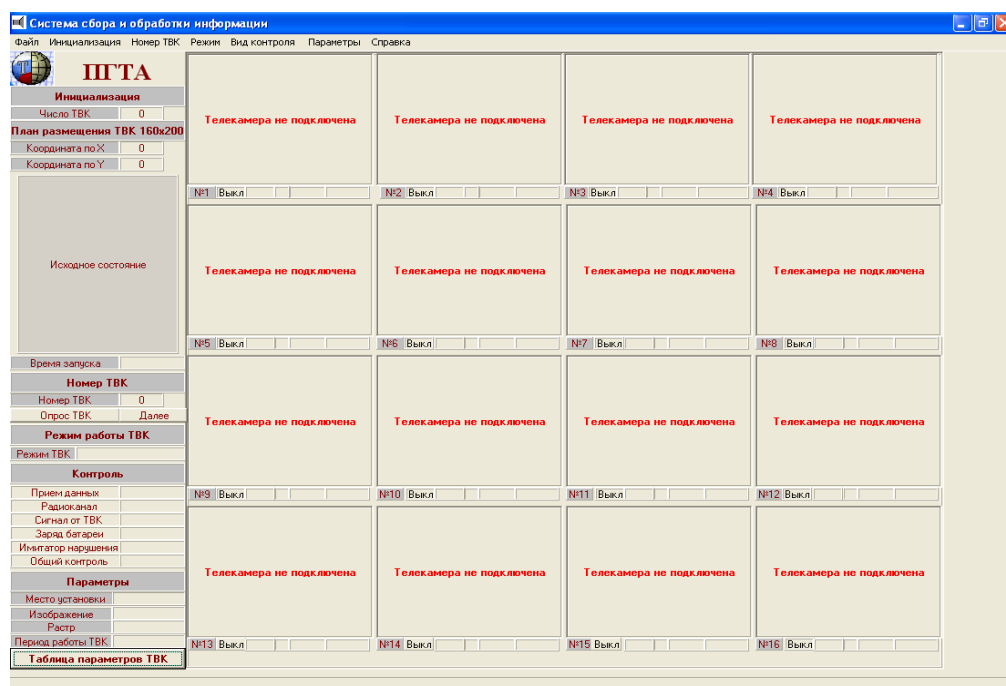 Система сбора и обработки информации
Файл Инициализация Номер ТВК Режим Вид контроля Параметры Справка
ПГТА
Инициализация
Число ТВК 0
План размещения ТВК 160х200
Координата по X 0
Координата по Y 0
Исходное состояние
Время запуска
Номер ТВК
Номер ТВК 0
Опрос ТВК Далее
Режим работы ТВК
Режим ТВК
Контроль
Прием данных
Радиоканал
Сигнал от ТВК
Заряд батареи
Имитатор нарушения
Общий контроль
Параметры
Место установки
Изображение
Растр
Период работы ТВК
Таблица параметров ТВК
Телекамера не подключена Телекамера не подключена Телекамера не подключена Телекамера не подключена
№1 Выкл №2 Выкл №3 Выкл №4 Выкл
Телекамера не подключена Телекамера не подключена Телекамера не подключена Телекамера не подключена
№5 Выкл №6 Выкл №7 Выкл №8 Выкл
Телекамера не подключена Телекамера не подключена Телекамера не подключена Телекамера не подключена
№9 Выкл №10 Выкл №11 Выкл №12 Выкл
Телекамера не подключена Телекамера не подключена Телекамера не подключена Телекамера не подключена
№13 Выкл №14 Выкл №15 Выкл №16 Выкл